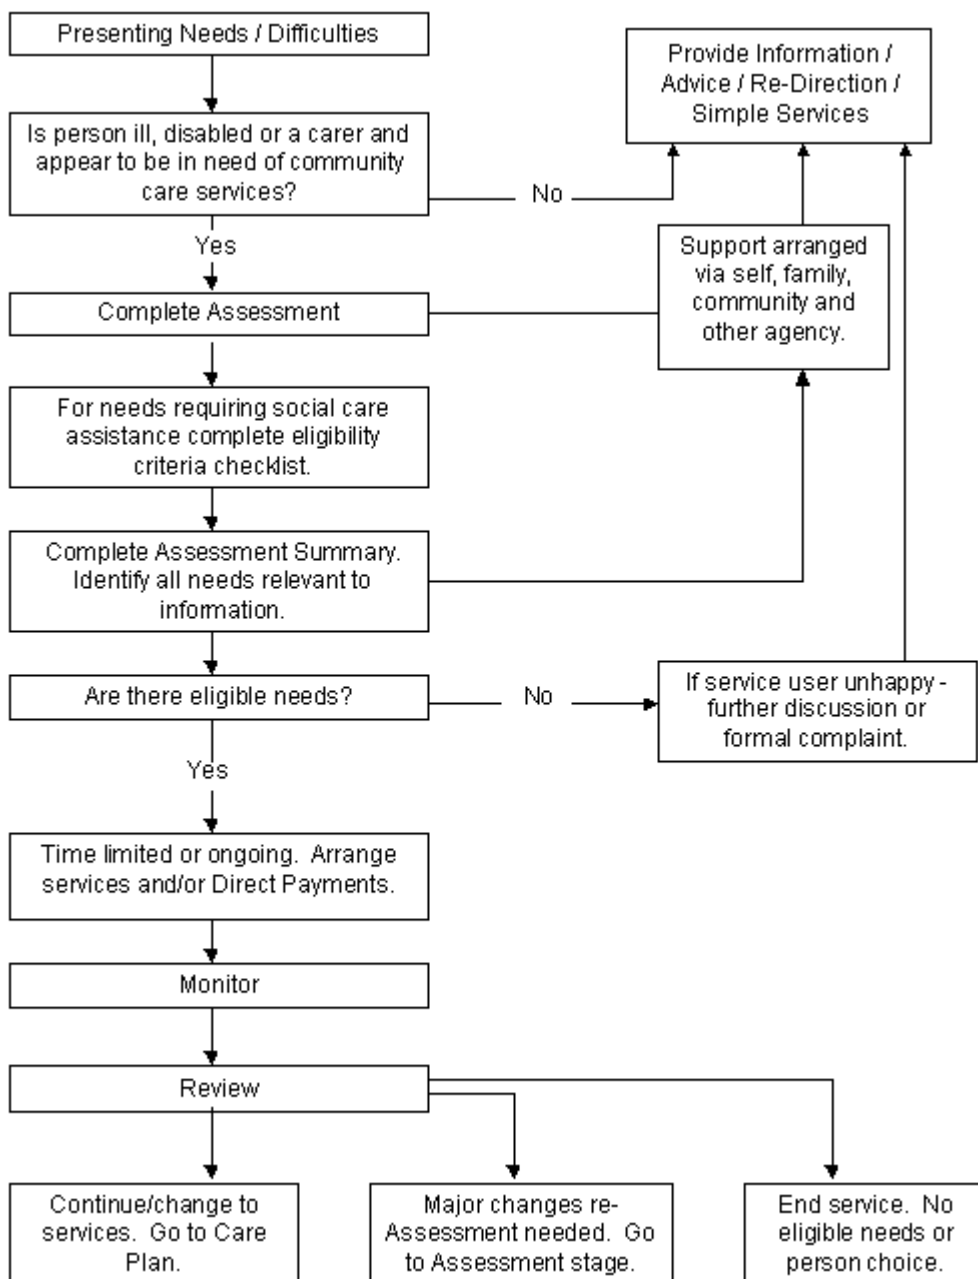 Presenting Needs / Difficulties
Provide Information /
Advice / Re-Direction /
Simple Services
Is person ill, disabled or a carer and
appear to be in need of community
care services?
No
Yes
Support arranged
via self, family,
community and
other agency.
Complete Assessment
For needs requiring social care
assistance complete eligibility
criteria checklist.
Complete Assessment Summary.
Identify all needs relevant to
information.
Are there eligible needs?
No
If service user unhappy -
further discussion or
formal complaint.
Yes
Time limited or ongoing.  Arrange
services and/or Direct Payments.
Monitor
Review
Continue/change to
services.  Go to Care
Plan.
Major changes re-
Assessment needed.  Go
to Assessment stage.
End service.  No
eligible needs or
person choice.